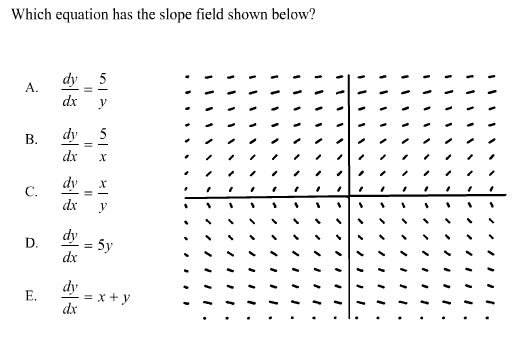 Which equation has the slope field shown below?
A. dy/dx = 5/y
B. dy/dx = 5/x
C. dy/dx = x/y
D. dy/dx = 5y
E. dy/dx = x + y